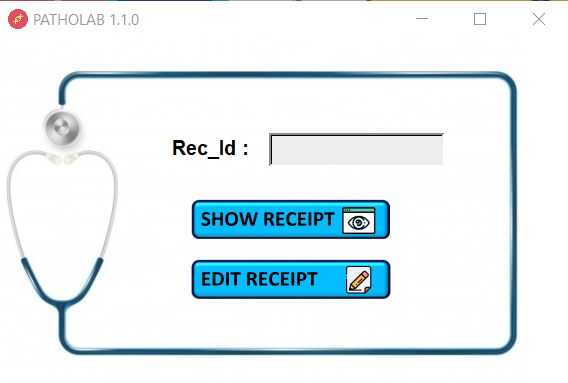 PATHOLAB 1.1.0
Rec_Id :
SHOW RECEIPT
EDIT RECEIPT